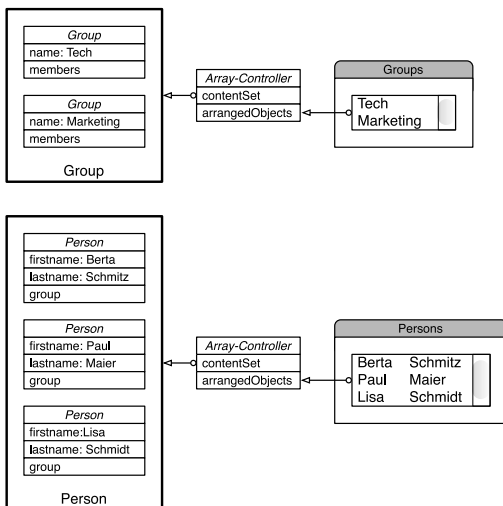 Group
name: Tech
members
Group
name: Marketing
members
Group
Array-Controller
contentSet
arrangedObjects
Groups
Tech
Marketing
Person
firstname: Berta
lastname: Schmitz
group
Person
firstname: Paul
lastname: Maier
group
Person
firstname:Lisa
lastname: Schmidt
group
Person
Array-Controller
contentSet
arrangedObjects
Persons
Berta Schmitz
Paul Maier
Lisa Schmidt